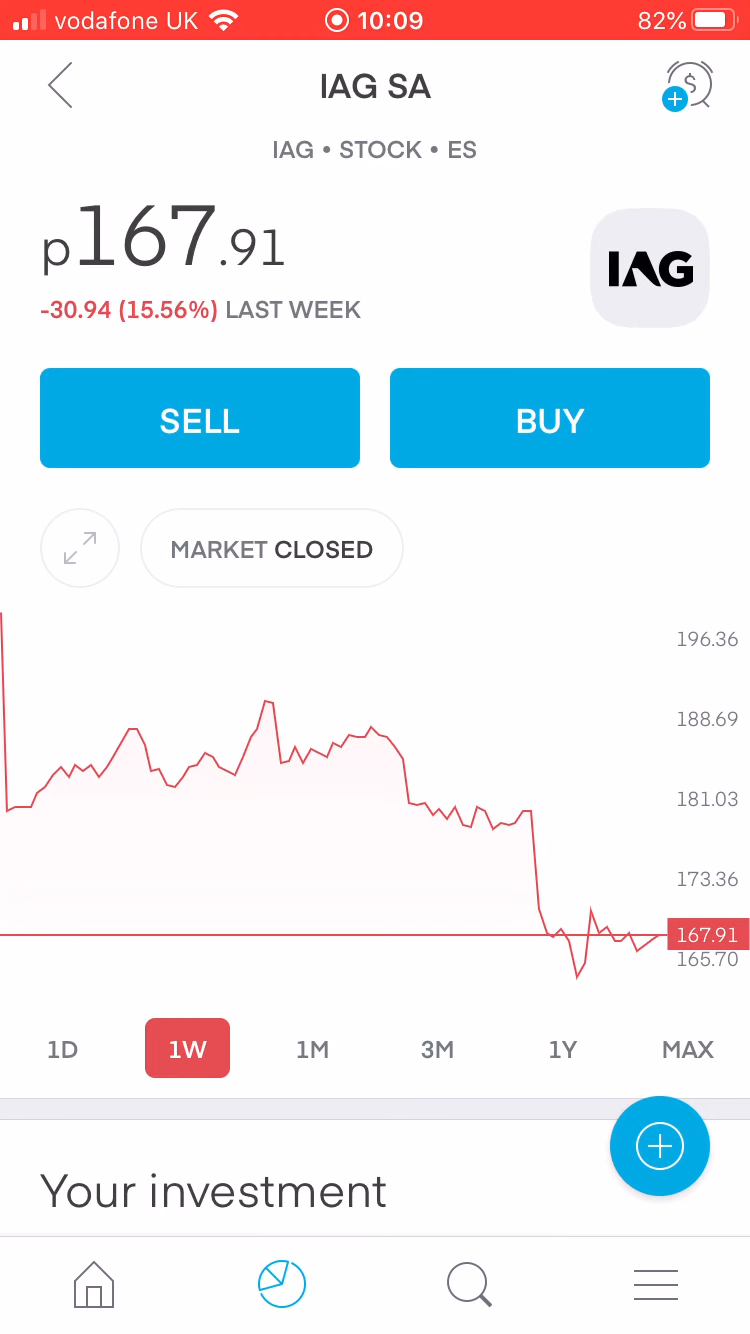 vodafone UK 10:09 82%
IAG SA
$
IAG • STOCK • ES
p167.91
IAG
-30.94 (15.56%) LAST WEEK
SELL BUY
MARKET CLOSED
196.36
188.69
181.03
173.36
167.91
165.70
1D 1W 1M 3M 1Y MAX
Your investment